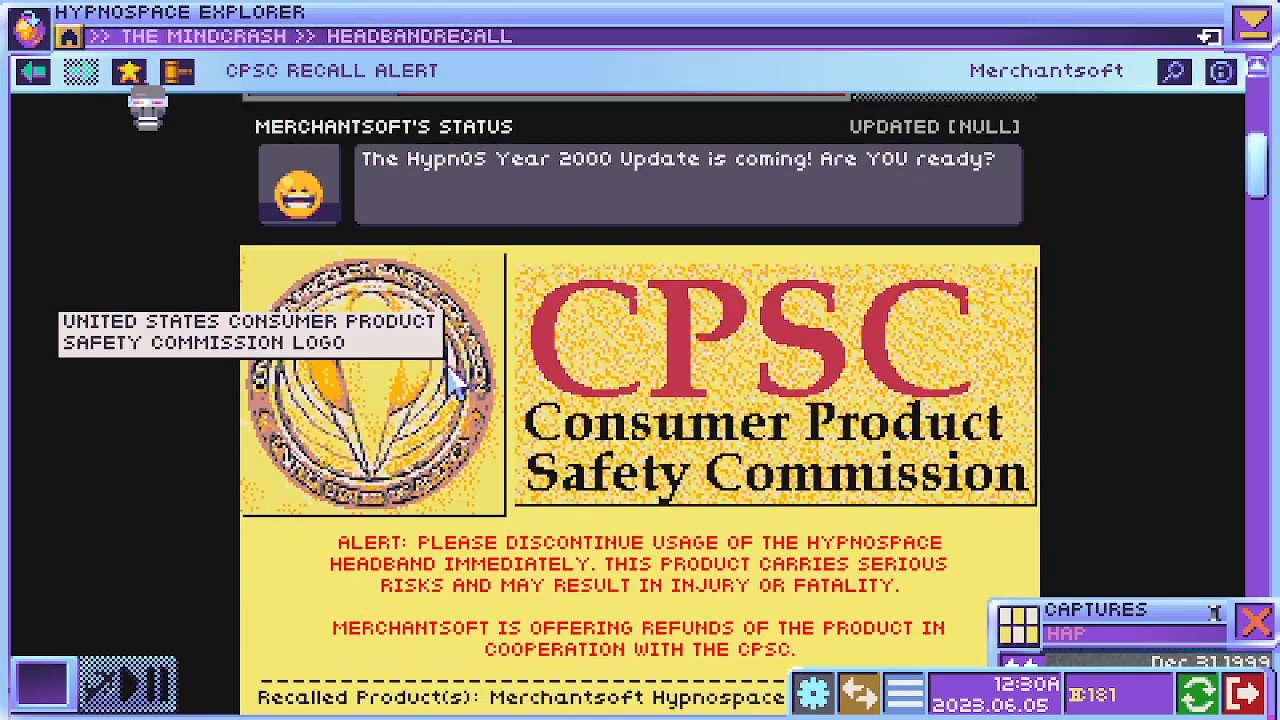 HYPNOSPACE EXPLORER
>> THE MINDCRASH >> HEADBANDRECALL
CPSC RECALL ALERT
Merchantsoft
MERCHANTSOFT'S STATUS
UPDATED [NULL]
The HypnOS Year 2000 Update is coming! Are YOU ready?
UNITED STATES CONSUMER PRODUCT
SAFETY COMMISSION LOGO
CPSC
Consumer Product
Safety Commission
ALERT: PLEASE DISCONTINUE USAGE OF THE HYPNOSPACE
HEADBAND IMMEDIATELY. THIS PRODUCT CARRIES SERIOUS
RISKS AND MAY RESULT IN INJURY OR FATALITY.
MERCHANTSOFT IS OFFERING REFUNDS OF THE PRODUCT IN
COOPERATION WITH THE CPSC.
Recalled Product(s): Merchantsoft Hypnospace
CAPTURES
HAP
Dec 31 1999
12:30A
2023.06.05
:181